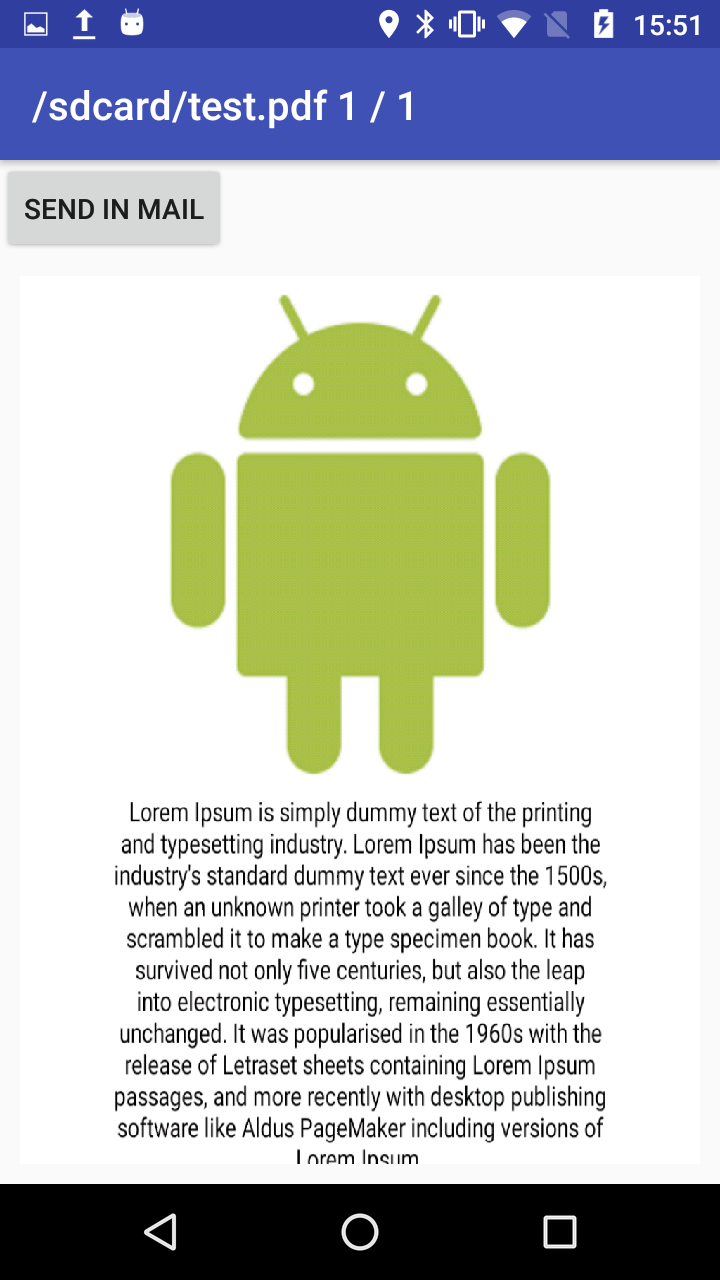 15:51
/sdcard/test.pdf 1 / 1
SEND IN MAIL
Lorem Ipsum is simply dummy text of the printing
and typesetting industry. Lorem Ipsum has been the
industry's standard dummy text ever since the 1500s,
when an unknown printer took a galley of type and
scrambled it to make a type specimen book. It has
survived not only five centuries, but also the leap
into electronic typesetting, remaining essentially
unchanged. It was popularised in the 1960s with the
release of Letraset sheets containing Lorem Ipsum
passages, and more recently with desktop publishing
software like Aldus PageMaker including versions of
Lorem Ipsum